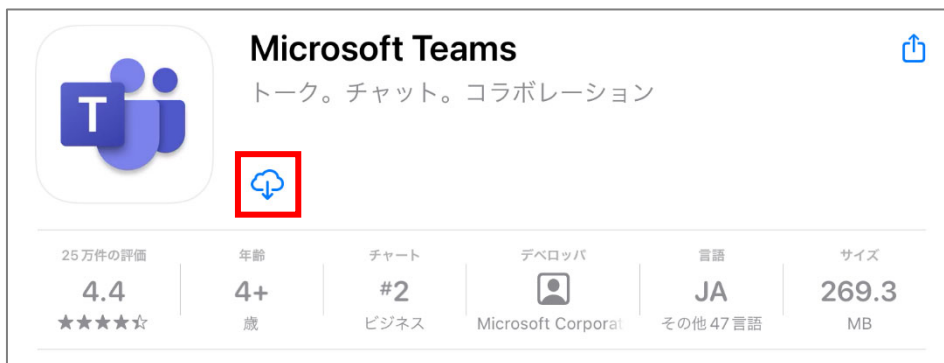 Microsoft Teams
トーク。チャット。コラボレーション
T
25万件の評価
年齢
チャート
デベロッパ
言語
サイズ
4.4
4+
#2
JA
269.3
★★★★☆
歳
ビジネス
Microsoft Corporat
その他 47言語
MB